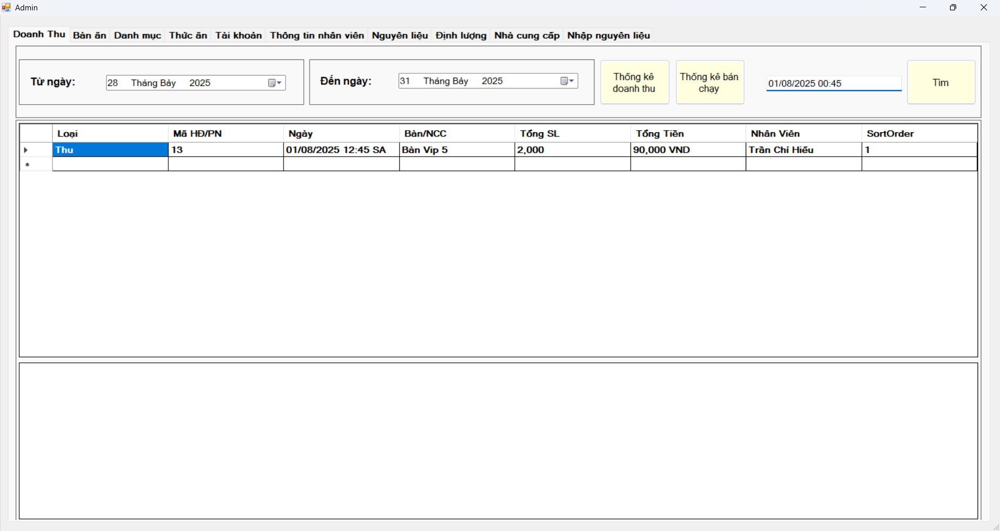 Admin
Doanh Thu Bàn ăn Danh mục Thức ăn Tài khoản Thông tin nhân viên Nguyên liệu Định lượng Nhà cung cấp Nhập nguyên liệu
Từ ngày: 28 Tháng Bảy 2025 Đến ngày: 31 Tháng Bảy 2025
Thống kê doanh thu
Thống kê bán chạy
01/08/2025 00:45
Tìm
Loại Mã HĐ/PN Ngày Bàn/NCC Tổng SL Tổng Tiền Nhân Viên SortOrder
Thu 13 01/08/2025 12:45 SA Bàn Vip 5 2,000 90,000 VND Trần Chí Hiếu 1